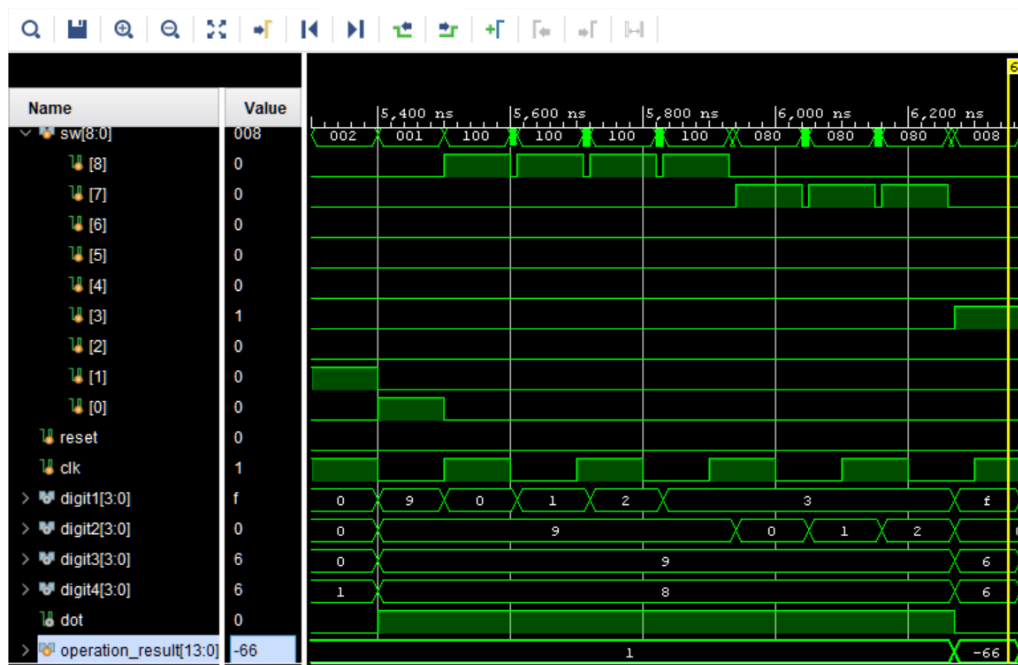 6
Name Value 5,400 ns 5,600 ns 5,800 ns 6,000 ns 6,200 ns
sw[8:0] 008 002 001 100 100 100 100 080 080 080 008
[8] 0
[7] 0
[6] 0
[5] 0
[4] 0
[3] 1
[2] 0
[1] 0
[0] 0
reset 0
clk 1
digit1[3:0] f 0 9 0 1 2 3 f
digit2[3:0] 0 0 9 0 1 2
digit3[3:0] 6 0 9 6
digit4[3:0] 6 1 8 6
dot 0
operation_result[13:0] -66 1 -66